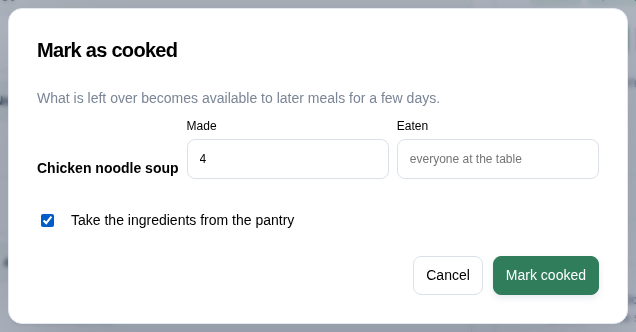 Mark as cooked
What is left over becomes available to later meals for a few days.
Made Eaten
Chicken noodle soup 4 everyone at the table
Take the ingredients from the pantry
Cancel Mark cooked